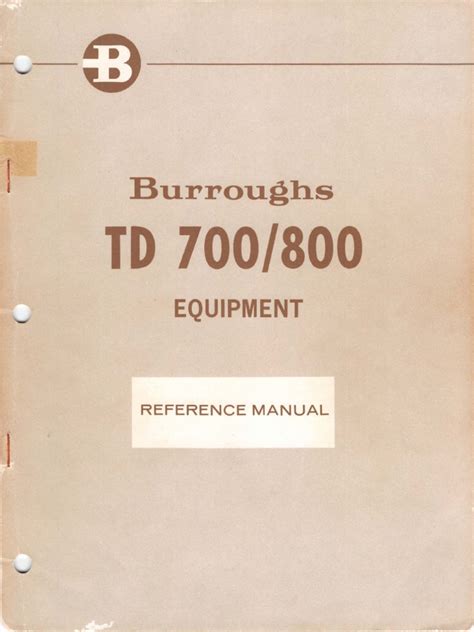 B
Burroughs
TD 700/800
EQUIPMENT
REFERENCE MANUAL